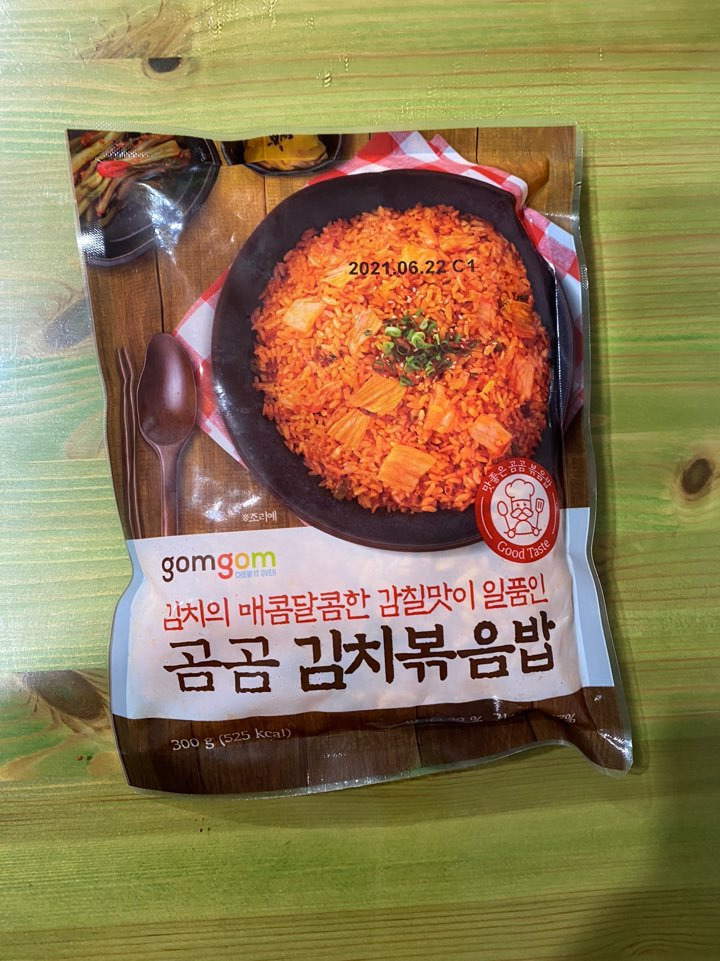 2021.06.22 C1
※조리예
맛좋은 곰곰 볶음밥
Good Taste
gomgom
CHEW IT OVER
김치의 매콤달콤한 감칠맛이 일품인
곰곰 김치볶음밥
300 g (525 kcal)